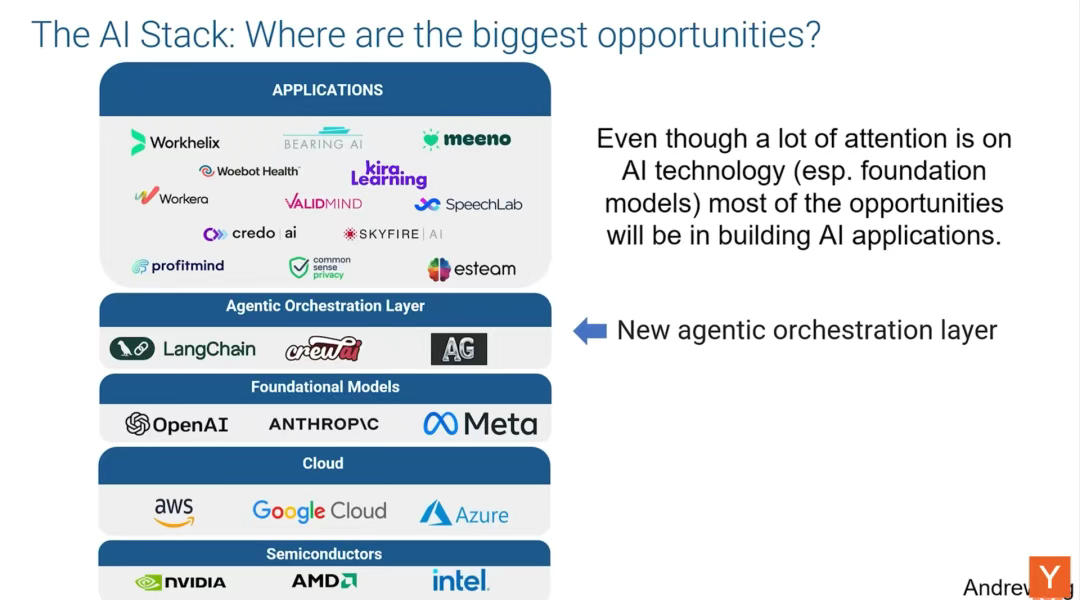 The AI Stack: Where are the biggest opportunities?
APPLICATIONS
Workhelix
BEARING AI
meeno
Woebot Health
kira
Learning
Workera
VALIDMIND
SpeechLab
credo ai
SKYFIRE | AI
profitmind
common
sense
privacy
esteam
Even though a lot of attention is on
AI technology (esp. foundation
models) most of the opportunities
will be in building AI applications.
Agentic Orchestration Layer
LangChain
crewai
AG
New agentic orchestration layer
Foundational Models
OpenAI
ANTHROP\C
Meta
Cloud
aws
Google Cloud
Azure
Semiconductors
NVIDIA
AMD
intel.
Andrew
Y